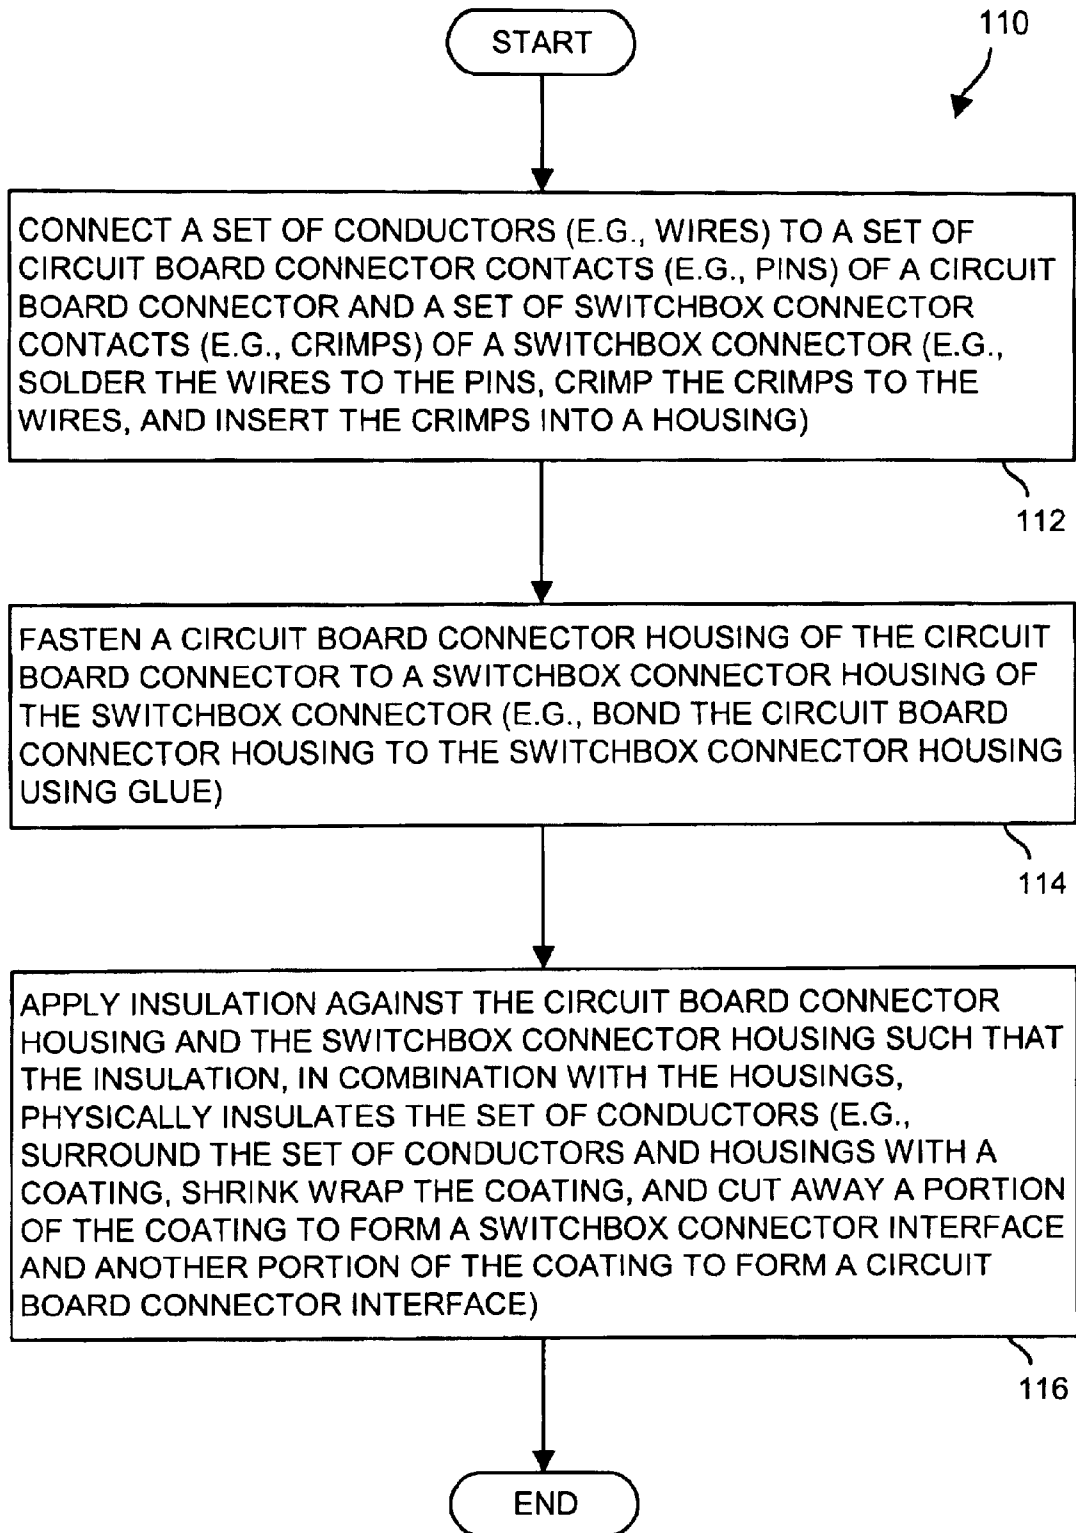 START
110
CONNECT A SET OF CONDUCTORS (E.G., WIRES) TO A SET OF
CIRCUIT BOARD CONNECTOR CONTACTS (E.G., PINS) OF A CIRCUIT
BOARD CONNECTOR AND A SET OF SWITCHBOX CONNECTOR
CONTACTS (E.G., CRIMPS) OF A SWITCHBOX CONNECTOR (E.G.,
SOLDER THE WIRES TO THE PINS, CRIMP THE CRIMPS TO THE
WIRES, AND INSERT THE CRIMPS INTO A HOUSING)
112
FASTEN A CIRCUIT BOARD CONNECTOR HOUSING OF THE CIRCUIT
BOARD CONNECTOR TO A SWITCHBOX CONNECTOR HOUSING OF
THE SWITCHBOX CONNECTOR (E.G., BOND THE CIRCUIT BOARD
CONNECTOR HOUSING TO THE SWITCHBOX CONNECTOR HOUSING
USING GLUE)
114
APPLY INSULATION AGAINST THE CIRCUIT BOARD CONNECTOR
HOUSING AND THE SWITCHBOX CONNECTOR HOUSING SUCH THAT
THE INSULATION, IN COMBINATION WITH THE HOUSINGS,
PHYSICALLY INSULATES THE SET OF CONDUCTORS (E.G.,
SURROUND THE SET OF CONDUCTORS AND HOUSINGS WITH A
COATING, SHRINK WRAP THE COATING, AND CUT AWAY A PORTION
OF THE COATING TO FORM A SWITCHBOX CONNECTOR INTERFACE
AND ANOTHER PORTION OF THE COATING TO FORM A CIRCUIT
BOARD CONNECTOR INTERFACE)
116
END